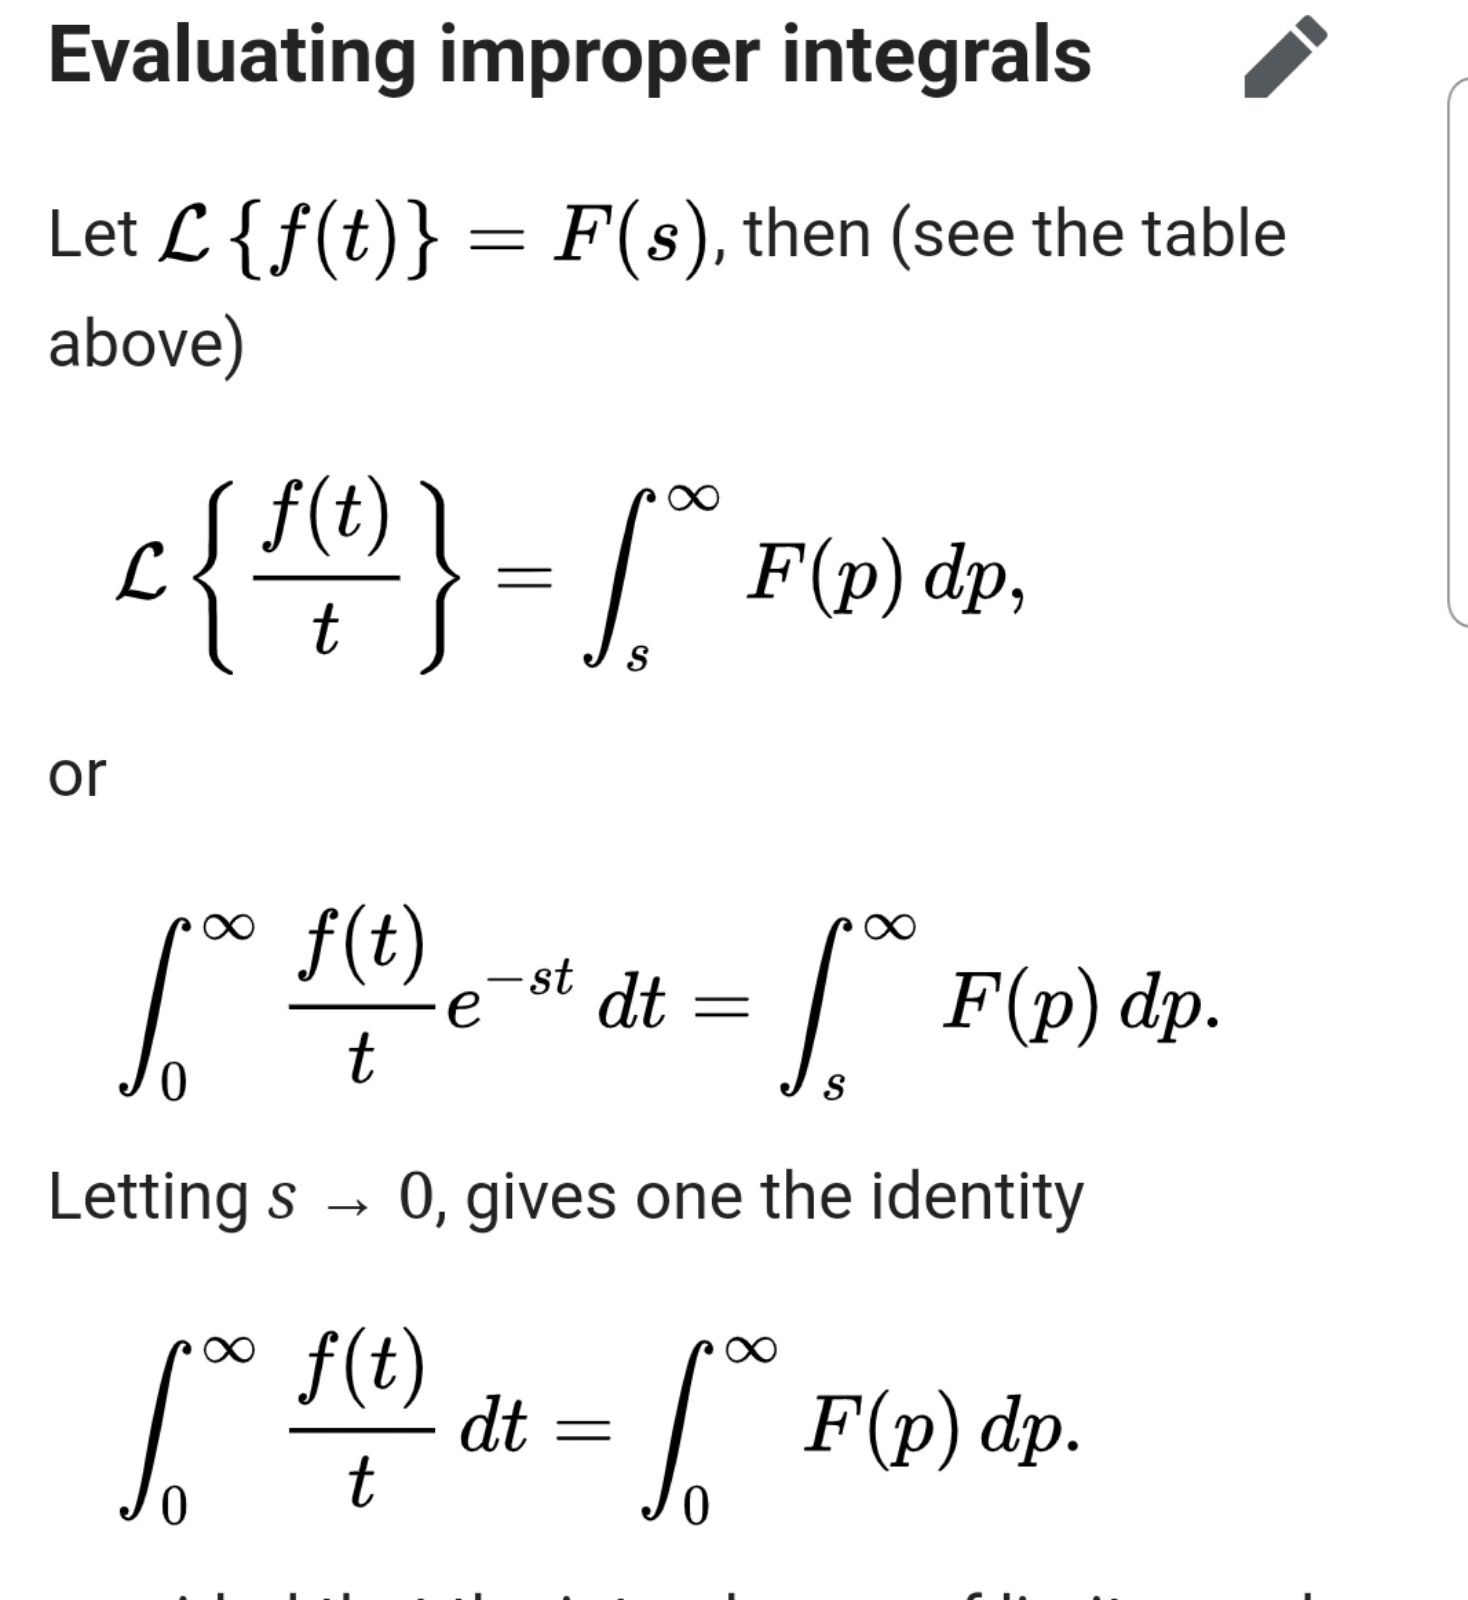 Evaluating improper integrals
Let ℒ {f(t)} = F(s), then (see the table
above)
ℒ{f(t)/t} = ∫_s^∞ F(p) dp,
or
∫_0^∞ f(t)/t e^{-st} dt = ∫_s^∞ F(p) dp.
Letting s → 0, gives one the identity
∫_0^∞ f(t)/t dt = ∫_0^∞ F(p) dp.